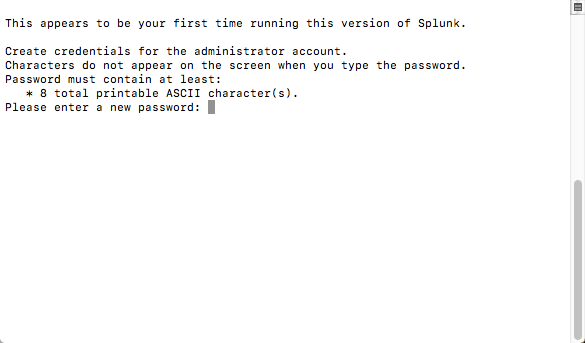 This appears to be your first time running this version of Splunk.
Create credentials for the administrator account.
Characters do not appear on the screen when you type the password.
Password must contain at least:
* 8 total printable ASCII character(s).
Please enter a new password: